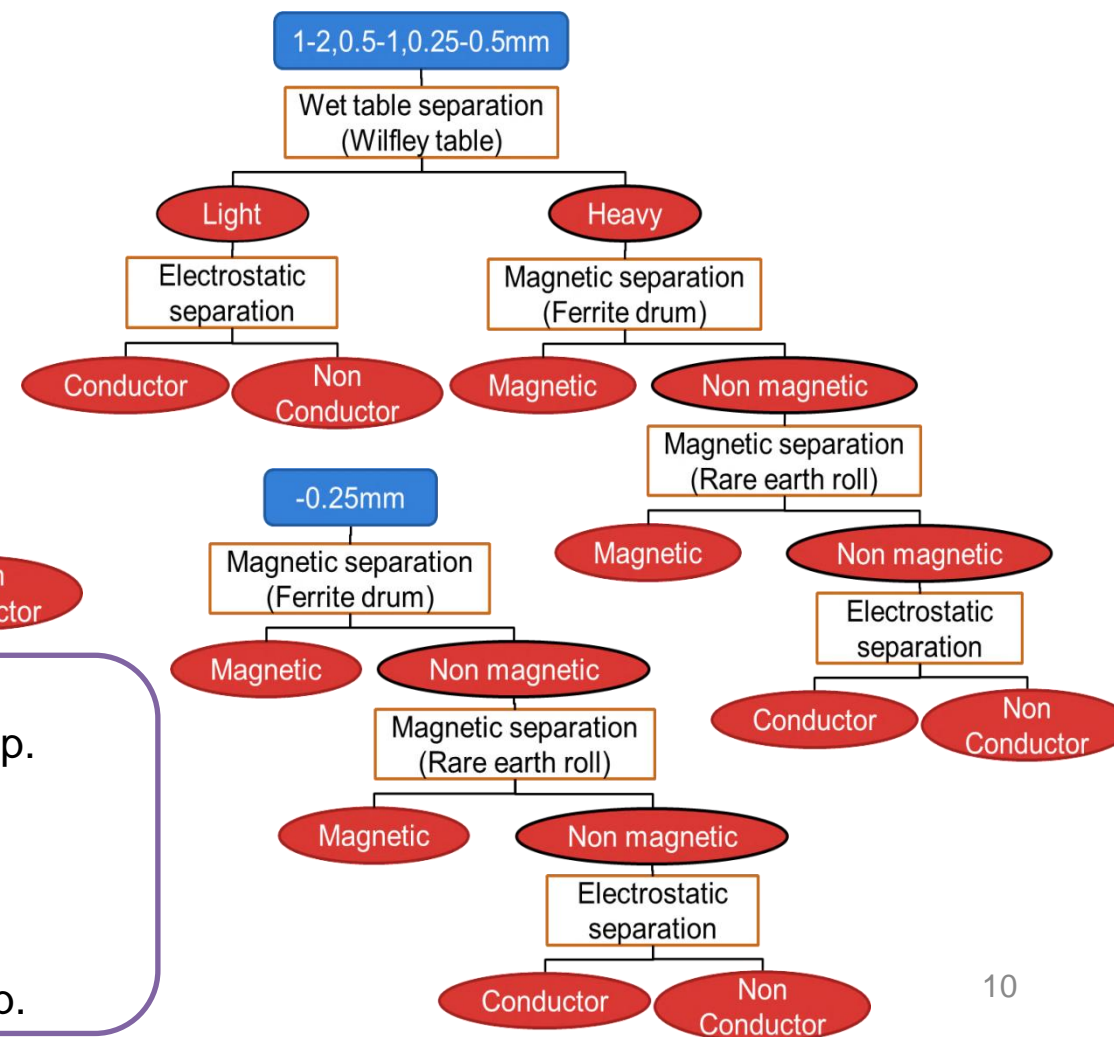 1-2,0.5-1,0.25-0.5mm
Wet table separation
(Wilfley table)
Light
Heavy
Electrostatic
separation
Magnetic separation
(Ferrite drum)
Conductor
Non
Conductor
Magnetic
Non magnetic
Magnetic separation
(Rare earth roll)
Magnetic
Non magnetic
Electrostatic
separation
Conductor
Non
Conductor
-0.25mm
Magnetic separation
(Ferrite drum)
Magnetic
Non magnetic
Magnetic separation
(Rare earth roll)
Magnetic
Non magnetic
Electrostatic
separation
Conductor
Non
Conductor
p.
10